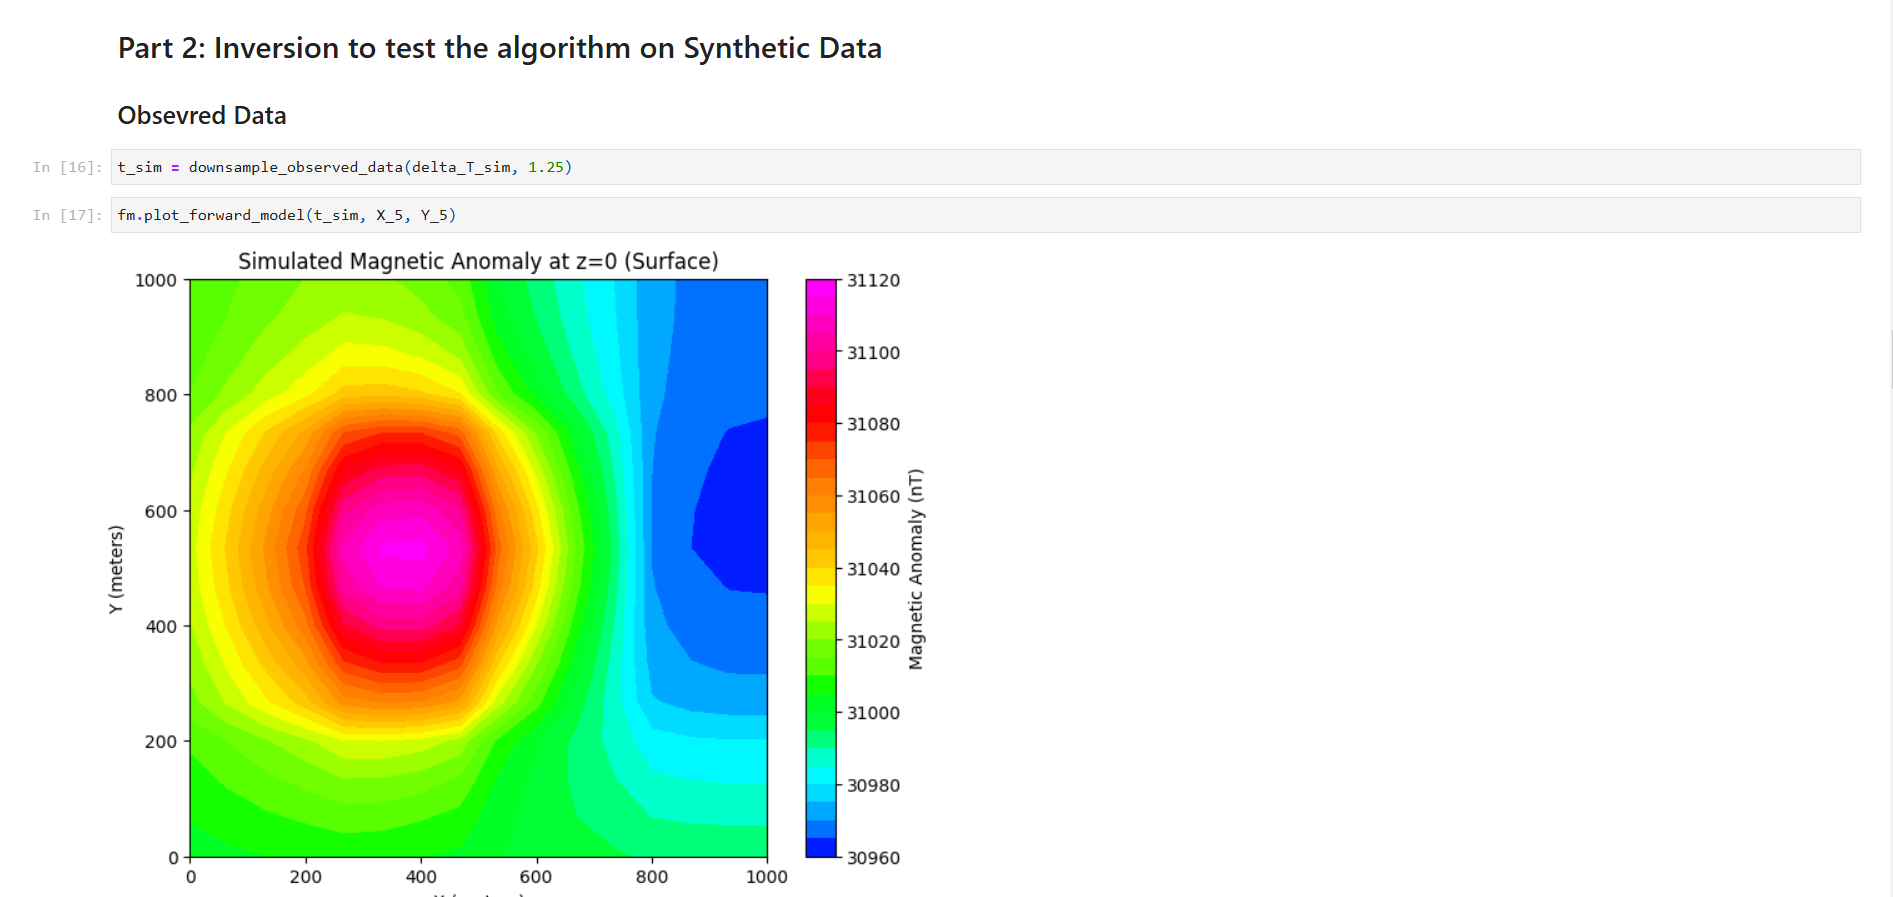 Part 2: Inversion to test the algorithm on Synthetic Data
Obsevred Data
In [16]: t_sim = downsample_observed_data(delta_T_sim, 1.25)
In [17]: fm.plot_forward_model(t_sim, X_5, Y_5)
Simulated Magnetic Anomaly at z=0 (Surface)
1000
800
600
400
200
0
Y (meters)
0 200 400 600 800 1000
31120
31100
31080
31060
31040
31020
31000
30980
30960
Magnetic Anomaly (nT)